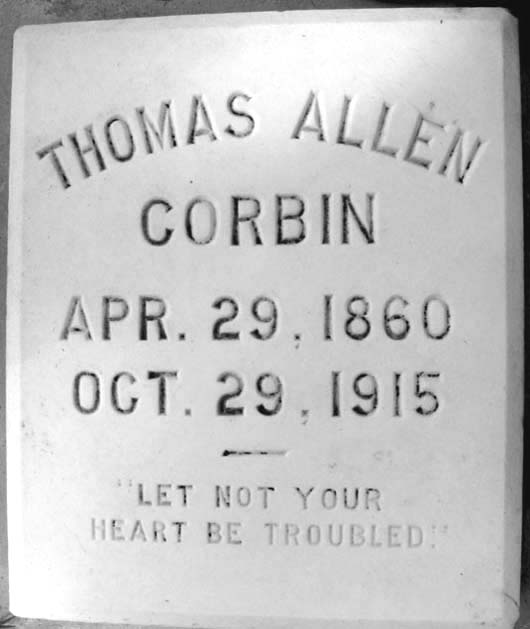 THOMAS ALLEN
CORBIN
APR. 29, 1860
OCT. 29, 1915
"LET NOT YOUR
HEART BE TROUBLED."